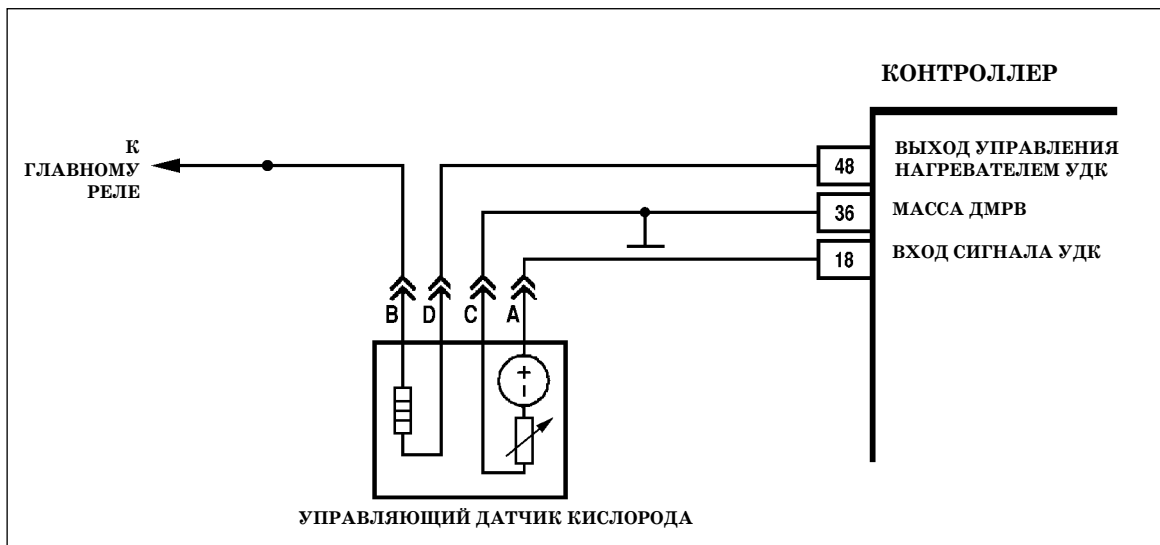 КОНТРОЛЛЕР
К
ГЛАВНОМУ
РЕЛЕ
48
ВЫХОД УПРАВЛЕНИЯ
НАГРЕВАТЕЛЕМ УДК
36
МАССА ДМРВ
18
ВХОД СИГНАЛА УДК
B D C A
+
−
УПРАВЛЯЮЩИЙ ДАТЧИК КИСЛОРОДА